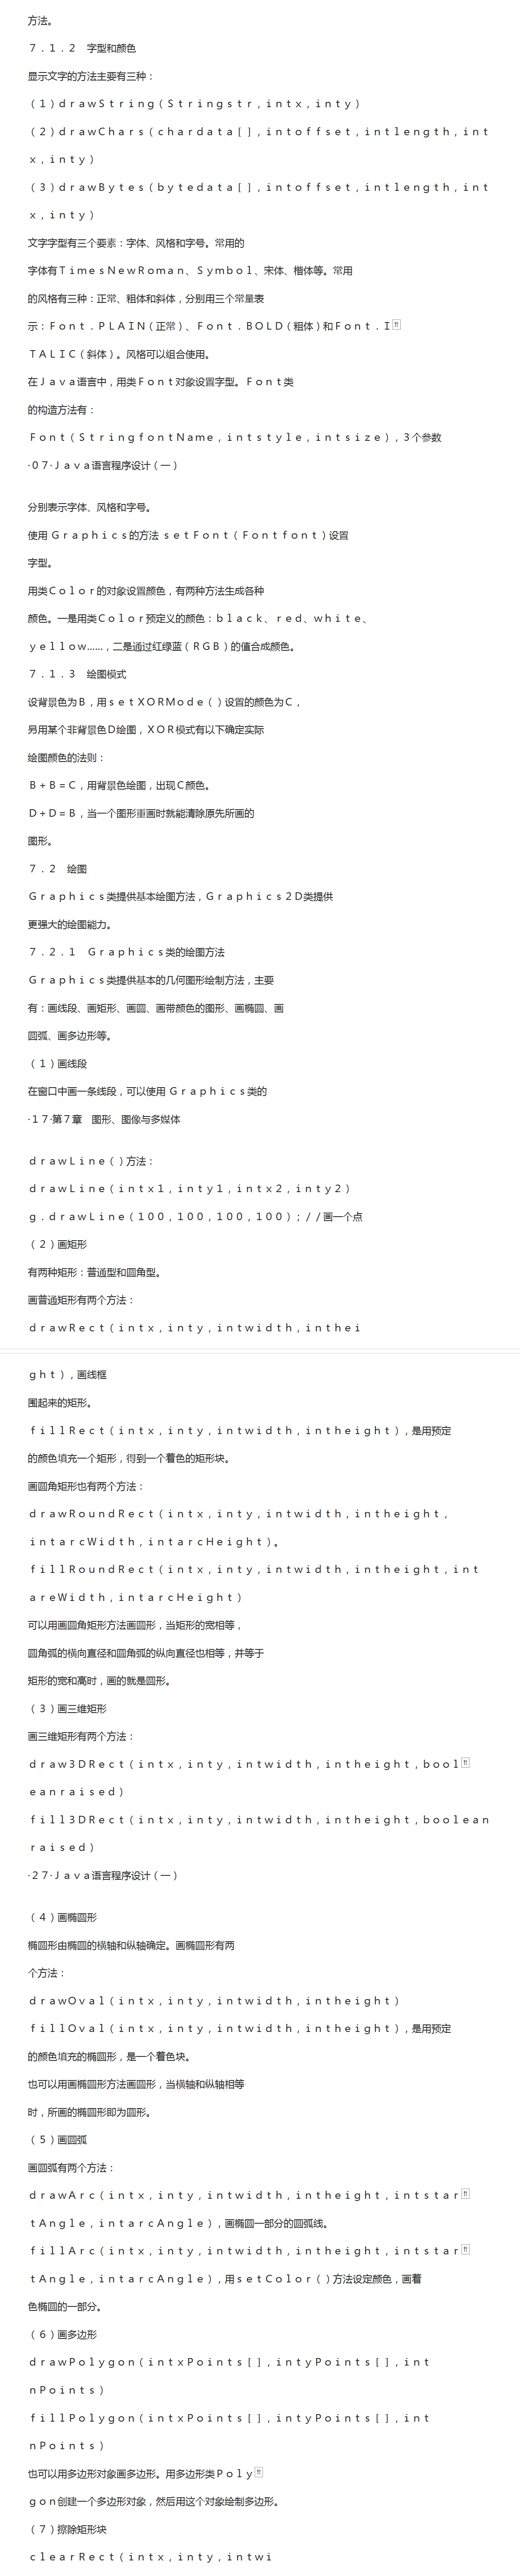 方法。
７．１．２　字型和颜色
显示文字的方法主要有三种：
（１）ｄｒａｗＳｔｒｉｎｇ（Ｓｔｒｉｎｇｓｔｒ，ｉｎｔｘ，ｉｎｔｙ）
（２）ｄｒａｗＣｈａｒｓ（ｃｈａｒｄａｔａ［］，ｉｎｔｏｆｆｓｅｔ，ｉｎｔｌｅｎｇｔｈ，ｉｎｔ
ｘ，ｉｎｔｙ）
（３）ｄｒａｗＢｙｔｅｓ（ｂｙｔｅｄａｔａ［］，ｉｎｔｏｆｆｓｅｔ，ｉｎｔｌｅｎｇｔｈ，ｉｎｔ
ｘ，ｉｎｔｙ）
文字字型有三个要素：字体、风格和字号。常用的
字体有ＴｉｍｅｓＮｅｗＲｏｍａｎ、Ｓｙｍｂｏｌ、宋体、楷体等。常用
的风格有三种：正常、粗体和斜体，分别用三个常量表
示：Ｆｏｎｔ．ＰＬＡＩＮ（正常）、Ｆｏｎｔ．ＢＯＬＤ（粗体）和Ｆｏｎｔ．Ｉ
ＴＡＬＩＣ（斜体）。风格可以组合使用。
在Ｊａｖａ语言中，用类Ｆｏｎｔ对象设置字型。Ｆｏｎｔ类
的构造方法有：
Ｆｏｎｔ（ＳｔｒｉｎｇｆｏｎｔＮａｍｅ，ｉｎｔｓｔｙｌｅ，ｉｎｔｓｉｚｅ），３个参数
·０７·Ｊａｖａ语言程序设计（一）
分别表示字体、风格和字号。
使用 Ｇｒａｐｈｉｃｓ的方法 ｓｅｔＦｏｎｔ（ Ｆｏｎｔｆｏｎｔ）设置
字型。
用类Ｃｏｌｏｒ的对象设置颜色，有两种方法生成各种
颜色。一是用类Ｃｏｌｏｒ预定义的颜色：ｂｌａｃｋ、ｒｅｄ、ｗｈｉｔｅ、
ｙｅｌｌｏｗ……，二是通过红绿蓝（ＲＧＢ）的值合成颜色。
７．１．３　绘图模式
设背景色为Ｂ，用ｓｅｔＸＯＲＭｏｄｅ（）设置的颜色为Ｃ，
另用某个非背景色Ｄ绘图，ＸＯＲ模式有以下确定实际
绘图颜色的法则：
Ｂ＋Ｂ＝Ｃ，用背景色绘图，出现Ｃ颜色。
Ｄ＋Ｄ＝Ｂ，当一个图形重画时就能清除原先所画的
图形。
７．２　绘图
Ｇｒａｐｈｉｃｓ类提供基本绘图方法，Ｇｒａｐｈｉｃｓ２Ｄ类提供
更强大的绘图能力。
７．２．１　Ｇｒａｐｈｉｃｓ类的绘图方法
Ｇｒａｐｈｉｃｓ类提供基本的几何图形绘制方法，主要
有：画线段、画矩形、画圆、画带颜色的图形、画椭圆、画
圆弧、画多边形等。
（１）画线段
在窗口中画一条线段，可以使用 Ｇｒａｐｈｉｃｓ类的
·１７·第７章　图形、图像与多媒体
ｄｒａｗＬｉｎｅ（）方法：
ｄｒａｗＬｉｎｅ（ｉｎｔｘ１，ｉｎｔｙ１，ｉｎｔｘ２，ｉｎｔｙ２）
ｇ．ｄｒａｗＬｉｎｅ（１００，１００，１００，１００）；／／画一个点
（２）画矩形
有两种矩形：普通型和圆角型。
画普通矩形有两个方法：
ｄｒａｗＲｅｃｔ（ｉｎｔｘ，ｉｎｔｙ，ｉｎｔｗｉｄｔｈ，ｉｎｔｈｅｉ
ｇｈｔ），画线框
围起来的矩形。
ｆｉｌｌＲｅｃｔ（ｉｎｔｘ，ｉｎｔｙ，ｉｎｔｗｉｄｔｈ，ｉｎｔｈｅｉｇｈｔ），是用预定
的颜色填充一个矩形，得到一个着色的矩形块。
画圆角矩形也有两个方法：
ｄｒａｗＲｏｕｎｄＲｅｃｔ（ｉｎｔｘ，ｉｎｔｙ，ｉｎｔｗｉｄｔｈ，ｉｎｔｈｅｉｇｈｔ，
ｉｎｔａｒｃＷｉｄｔｈ，ｉｎｔａｒｃＨｅｉｇｈｔ）。
ｆｉｌｌＲｏｕｎｄＲｅｃｔ（ｉｎｔｘ，ｉｎｔｙ，ｉｎｔｗｉｄｔｈ，ｉｎｔｈｅｉｇｈｔ，ｉｎｔ
ａｒｅＷｉｄｔｈ，ｉｎｔａｒｃＨｅｉｇｈｔ）
可以用画圆角矩形方法画圆形，当矩形的宽相等，
圆角弧的横向直径和圆角弧的纵向直径也相等，并等于
矩形的宽和高时，画的就是圆形。
（３）画三维矩形
画三维矩形有两个方法：
ｄｒａｗ３ＤＲｅｃｔ（ｉｎｔｘ，ｉｎｔｙ，ｉｎｔｗｉｄｔｈ，ｉｎｔｈｅｉｇｈｔ，ｂｏｏｌ
ｅａｎｒａｉｓｅｄ）
ｆｉｌｌ３ＤＲｅｃｔ（ｉｎｔｘ，ｉｎｔｙ，ｉｎｔｗｉｄｔｈ，ｉｎｔｈｅｉｇｈｔ，ｂｏｏｌｅａｎ
ｒａｉｓｅｄ）
·２７·Ｊａｖａ语言程序设计（一）
（４）画椭圆形
椭圆形由椭圆的横轴和纵轴确定。画椭圆形有两
个方法：
ｄｒａｗＯｖａｌ（ｉｎｔｘ，ｉｎｔｙ，ｉｎｔｗｉｄｔｈ，ｉｎｔｈｅｉｇｈｔ）
ｆｉｌｌＯｖａｌ（ｉｎｔｘ，ｉｎｔｙ，ｉｎｔｗｉｄｔｈ，ｉｎｔｈｅｉｇｈｔ），是用预定
的颜色填充的椭圆形，是一个着色块。
也可以用画椭圆形方法画圆形，当横轴和纵轴相等
时，所画的椭圆形即为圆形。
（５）画圆弧
画圆弧有两个方法：
ｄｒａｗＡｒｃ（ｉｎｔｘ，ｉｎｔｙ，ｉｎｔｗｉｄｔｈ，ｉｎｔｈｅｉｇｈｔ，ｉｎｔｓｔａｒ
ｔＡｎｇｌｅ，ｉｎｔａｒｃＡｎｇｌｅ），画椭圆一部分的圆弧线。
ｆｉｌｌＡｒｃ（ｉｎｔｘ，ｉｎｔｙ，ｉｎｔｗｉｄｔｈ，ｉｎｔｈｅｉｇｈｔ，ｉｎｔｓｔａｒ
ｔＡｎｇｌｅ，ｉｎｔａｒｃＡｎｇｌｅ），用ｓｅｔＣｏｌｏｒ（）方法设定颜色，画着
色椭圆的一部分。
（６）画多边形
ｄｒａｗＰｏｌｙｇｏｎ（ｉｎｔｘＰｏｉｎｔｓ［］，ｉｎｔｙＰｏｉｎｔｓ［］，ｉｎｔ
ｎＰｏｉｎｔｓ）
ｆｉｌｌＰｏｌｙｇｏｎ（ｉｎｔｘＰｏｉｎｔｓ［］，ｉｎｔｙＰｏｉｎｔｓ［］，ｉｎｔ
ｎＰｏｉｎｔｓ）
也可以用多边形对象画多边形。用多边形类Ｐｏｌｙ
ｇｏｎ创建一个多边形对象，然后用这个对象绘制多边形。
（７）擦除矩形块
ｃｌｅａｒＲｅｃｔ（ｉｎｔｘ，ｉｎｔｙ，ｉｎｔｗｉ